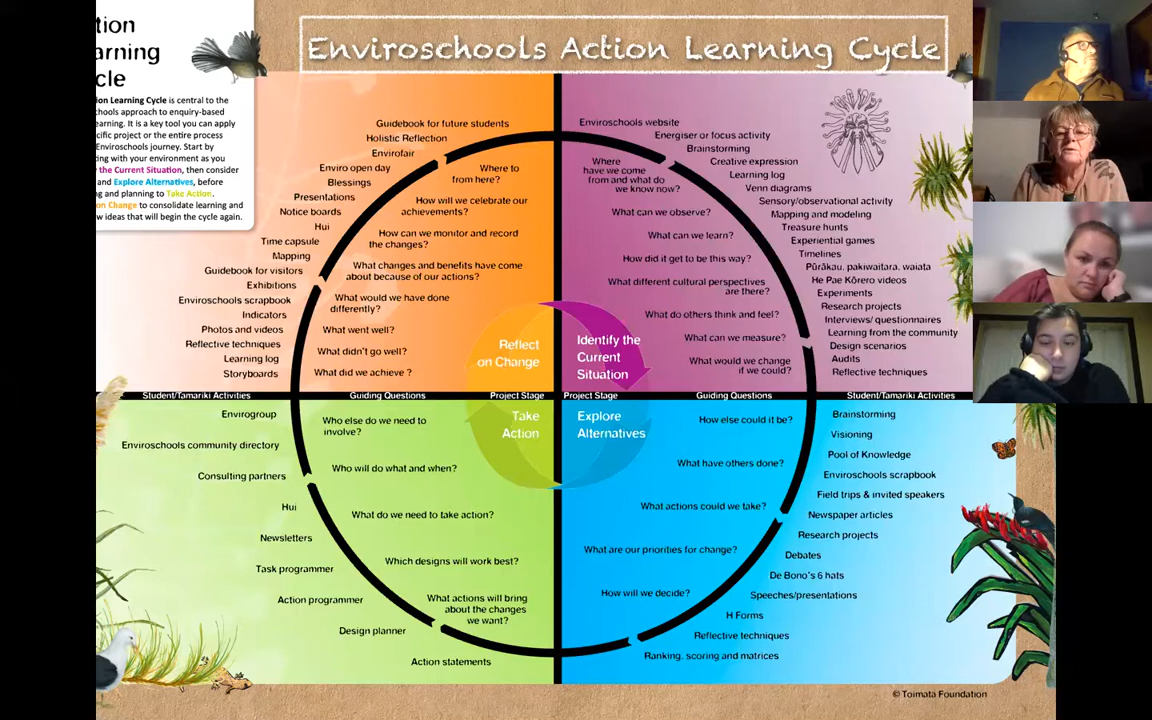 tion
arning
cle
ion Learning Cycle is central to the
chools approach to enquiry-based
earning. It is a key tool you can apply
cific project or the entire process
Enviroschools journey. Start by
ing with your environment as you
the Current Situation, then consider
and Explore Alternatives, before
g and planning to Take Action.
on Change to consolidate learning and
w ideas that will begin the cycle again.
Enviroschools Action Learning Cycle
Guidebook for future students
Holistic Reflection
Envirofair
Enviro open day
Blessings
Presentations
Notice boards
Hui
Time capsule
Mapping
Guidebook for visitors
Exhibitions
Enviroschools scrapbook
Indicators
Photos and videos
Reflective techniques
Learning log
Storyboards
Where to
from here?
How will we celebrate our
achievements?
How can we monitor and record
the changes?
What changes and benefits have come
about because of our actions?
What would we have done
differently?
What went well?
What didn't go well?
What did we achieve ?
Reflect
on Change
Enviroschools website
Energiser or focus activity
Brainstorming
Creative expression
Learning log
Venn diagrams
Sensory/observational activity
Mapping and modeling
Treasure hunts
Experiential games
Timelines
Pūrākau, pakiwaitara, waiata
He Pae Kōrero videos
Experiments
Research projects
Interviews/ questionnaires
Learning from the community
Design scenarios
Audits
Reflective techniques
Where
have we come
from and what do
we know now?
What can we observe?
What can we learn?
How did it get to be this way?
What different cultural perspectives
are there?
What do others think and feel?
What can we measure?
What would we change
if we could?
Identify the
Current
Situation
Student/Tamariki Activities
Guiding Questions
Project Stage
Project Stage
Guiding Questions
Student/Tamariki Activities
Envirogroup
Enviroschools community directory
Consulting partners
Hui
Newsletters
Task programmer
Action programmer
Design planner
Action statements
Who else do we need to
involve?
Who will do what and when?
What do we need to take action?
Which designs will work best?
What actions will bring
about the changes
we want?
Take
Action
Explore
Alternatives
How else could it be?
What have others done?
What actions could we take?
What are our priorities for change?
How will we decide?
Brainstorming
Visioning
Pool of Knowledge
Enviroschools scrapbook
Field trips & invited speakers
Newspaper articles
Research projects
Debates
De Bono's 6 hats
Speeches/presentations
H Forms
Reflective techniques
Ranking, scoring and matrices
© Toimata Foundation